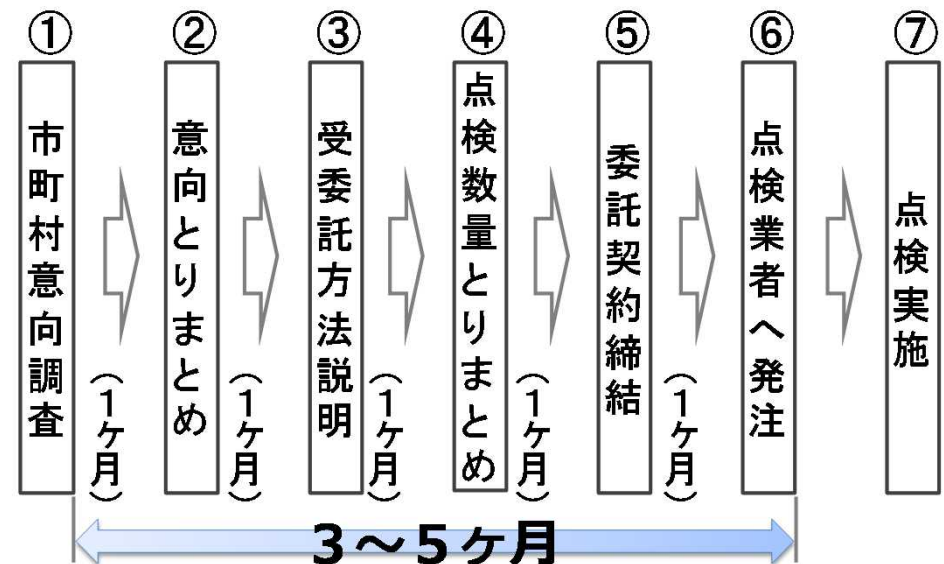 ①
市町村意向調査
(1ヶ月)
②
意向とりまとめ
(1ヶ月)
③
受委託方法説明
(1ヶ月)
④
点検数量とりまとめ
(1ヶ月)
⑤
委託契約締結
(1ヶ月)
⑥
点検業者へ発注
⑦
点検実施
3～5ヶ月